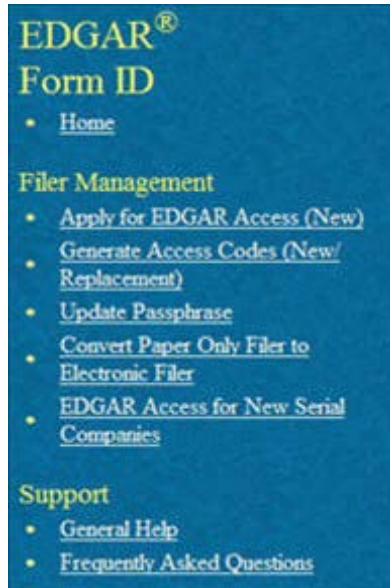 EDGAR®
Form ID
• Home
Filer Management
• Apply for EDGAR Access (New)
• Generate Access Codes (New/
Replacement)
• Update Passphrase
• Convert Paper Only Filer to
Electronic Filer
• EDGAR Access for New Serial
Companies
Support
• General Help
• Frequently Asked Questions